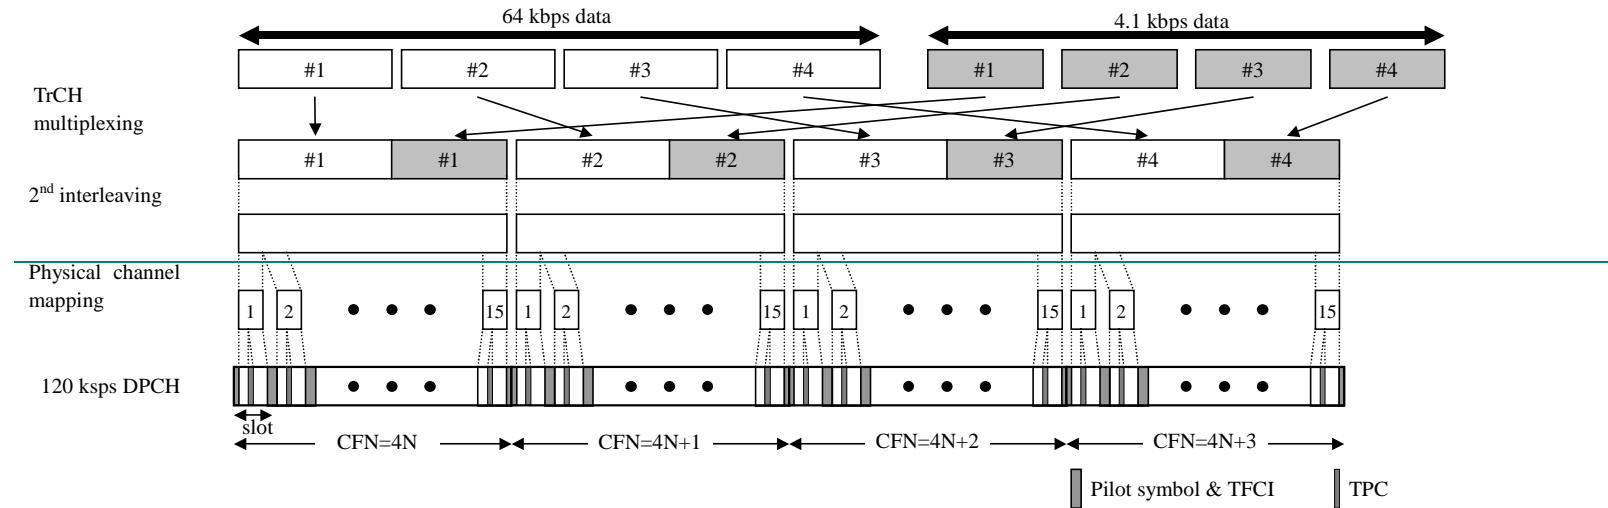 64 kbps data
4.1 kbps data
#1 #2 #3 #4 #1 #2 #3 #4
TrCH
multiplexing
#1 #1 #2 #2 #3 #3 #4 #4
2nd interleaving
Physical channel
mapping
1 2 15 1 2 15 1 2 15 1 2 15
120 ksps DPCH
slot
CFN=4N CFN=4N+1 CFN=4N+2 CFN=4N+3
Pilot symbol & TFCI TPC